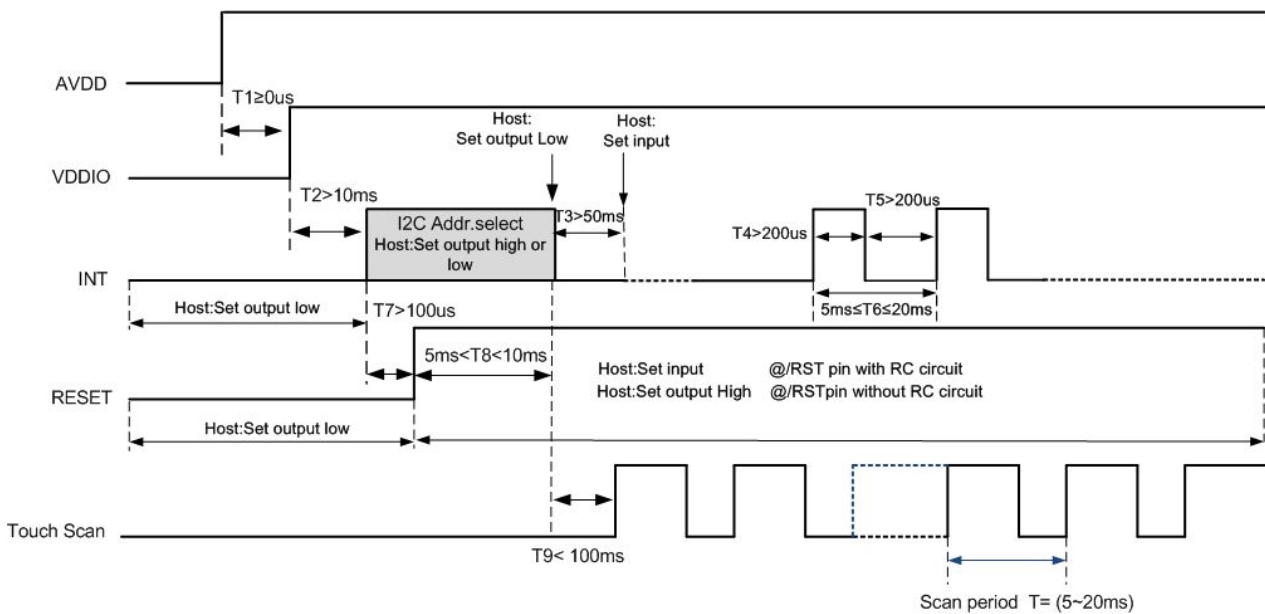 AVDD
T1≥0us
Host:
Set output Low
Host:
Set input
VDDIO
T2>10ms
I2C Addr.select
Host:Set output high or
low
T3>50ms
T4>200us
T5>200us
INT
Host:Set output low
T7>100us
5ms≤T6≤20ms
5ms<T8<10ms
Host:Set input @/RST pin with RC circuit
Host:Set output High @/RSTpin without RC circuit
RESET
Host:Set output low
Touch Scan
T9< 100ms
Scan period T= (5~20ms)